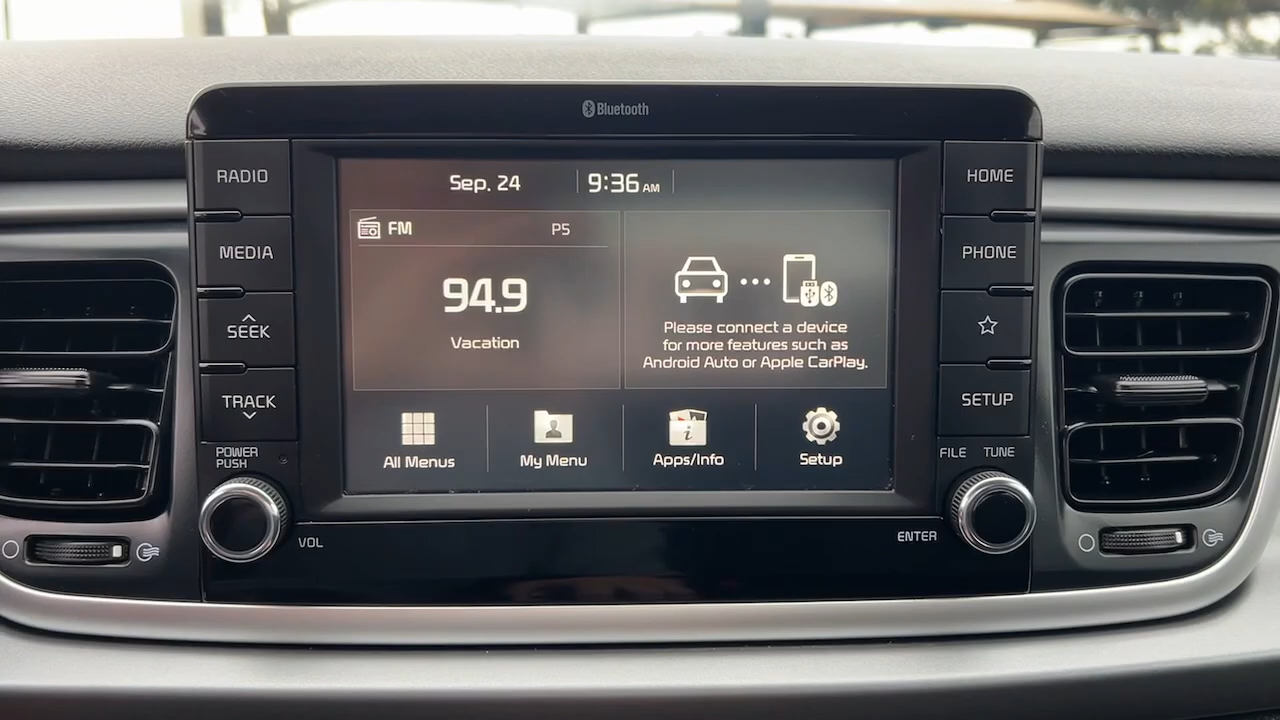 Bluetooth
RADIO
MEDIA
SEEK
TRACK
POWER
PUSH
VOL
Sep. 24
9:36 AM
FM
P5
94.9
Vacation
Please connect a device
for more features such as
Android Auto or Apple CarPlay.
All Menus
My Menu
Apps/Info
Setup
HOME
PHONE
SETUP
FILE
TUNE
ENTER